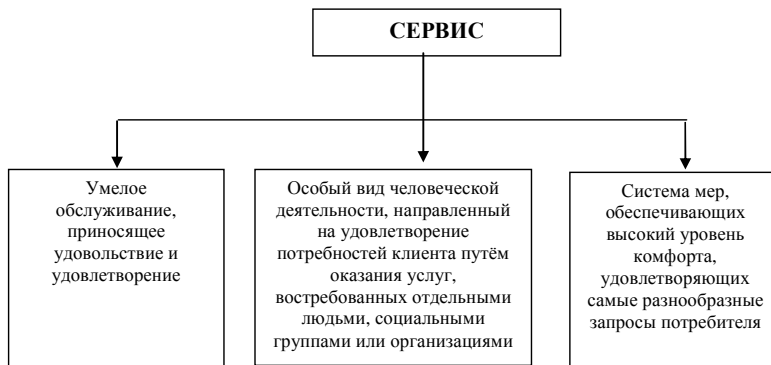 СЕРВИС
Умелое
обслуживание,
приносящее
удовольствие и
удовлетворение
Особый вид человеческой
деятельности, направленный
на удовлетворение
потребностей клиента путём
оказания услуг,
востребованных отдельными
людьми, социальными
группами или организациями
Система мер,
обеспечивающих
высокий уровень
комфорта,
удовлетворяющих
самые разнообразные
запросы потребителя